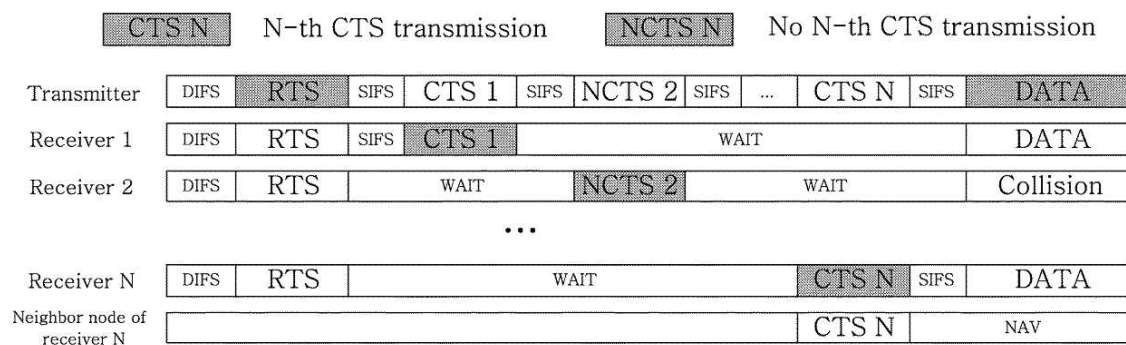 CTS N N-th CTS transmission NCTS N No N-th CTS transmission
Transmitter DIFS RTS SIFS CTS 1 SIFS NCTS 2 SIFS ... CTS N SIFS DATA
Receiver 1 DIFS RTS SIFS CTS 1 WAIT DATA
Receiver 2 DIFS RTS WAIT NCTS 2 WAIT Collision
...
Receiver N DIFS RTS WAIT CTS N SIFS DATA
Neighbor node of
receiver N CTS N NAV